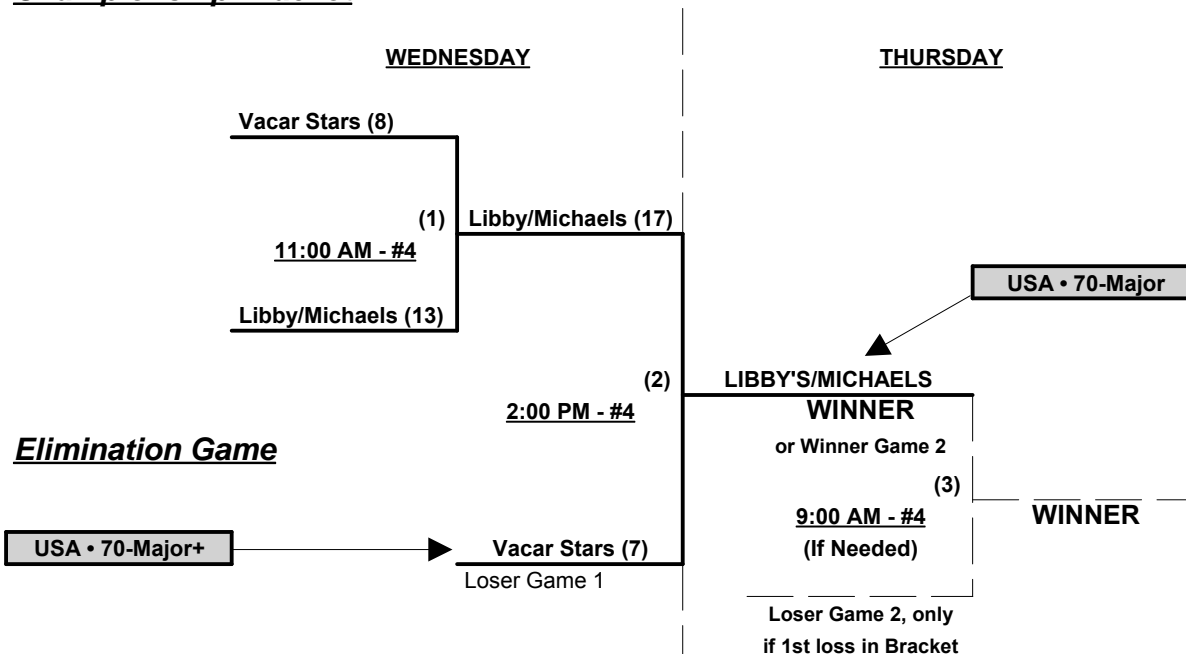 WEDNESDAY
THURSDAY
Vacar Stars (8)
(1)
Libby/Michaels (17)
11:00 AM - #4
USA • 70-Major
Libby/Michaels (13)
(2)
LIBBY'S/MICHAELS
2:00 PM - #4
WINNER
or Winner Game 2
Elimination Game
(3)
9:00 AM - #4
WINNER
(If Needed)
USA • 70-Major+
Vacar Stars (7)
Loser Game 1
Loser Game 2, only
if 1st loss in Bracket